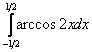 1/2
∫ arccos 2xdx
-1/2